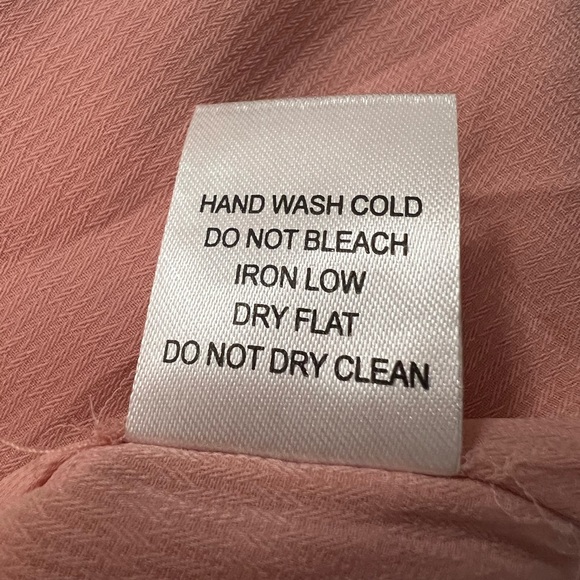 HAND WASH COLD
DO NOT BLEACH
IRON LOW
DRY FLAT
DO NOT DRY CLEAN